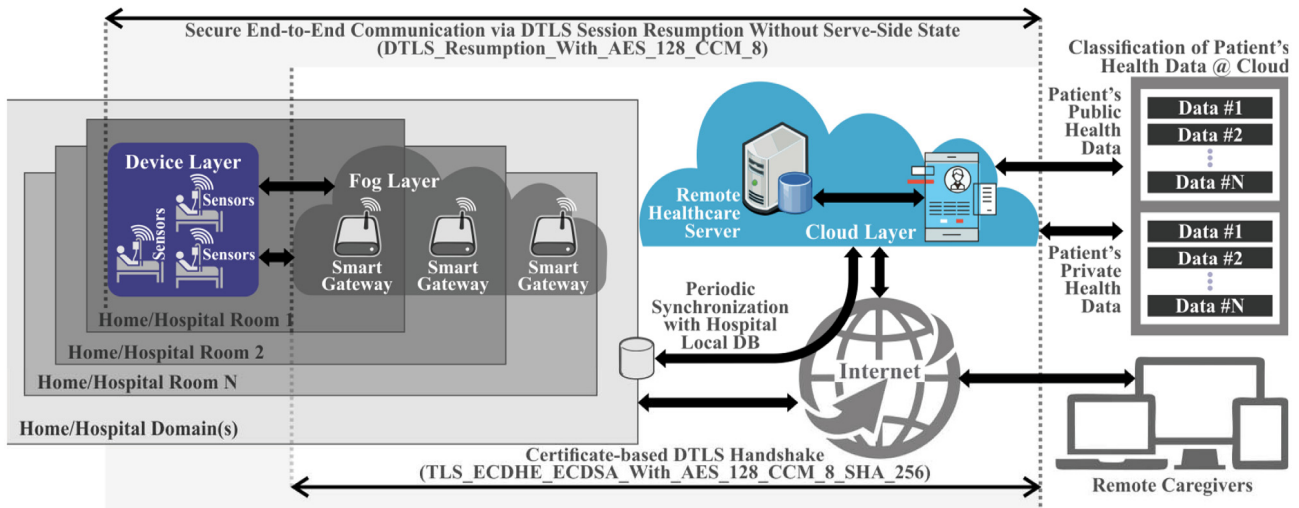 Secure End-to-End Communication via DTLS Session Resumption Without Serve-Side State
(DTLS_Resumption_With_AES_128_CCM_8)
Classification of Patient's
Health Data @ Cloud
Patient's
Public
Health
Data
Data #1
Data #2
Data #N
Device Layer
Sensors
Sensors
Sensors
Fog Layer
Smart
Gateway
Smart
Gateway
Smart
Gateway
Remote
Healthcare
Server
Cloud Layer
Patient's
Private
Health
Data
Data #1
Data #2
Data #N
Home/Hospital Room 1
Home/Hospital Room 2
Home/Hospital Room N
Home/Hospital Domain(s)
Periodic
Synchronization
with Hospital
Local DB
Internet
Certificate-based DTLS Handshake
(TLS_ECDHE_ECDSA_With_AES_128_CCM_8_SHA_256)
Remote Caregivers